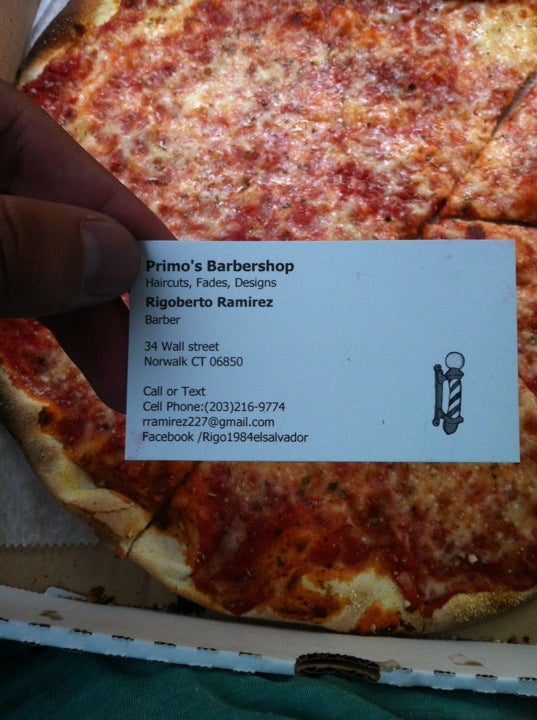 Primo's Barbershop
Haircuts, Fades, Designs
Rigoberto Ramirez
Barber
34 Wall street
Norwalk CT 06850
Call or Text
Cell Phone:(203)216-9774
rramirez227@gmail.com
Facebook /Rigo1984elsalvador